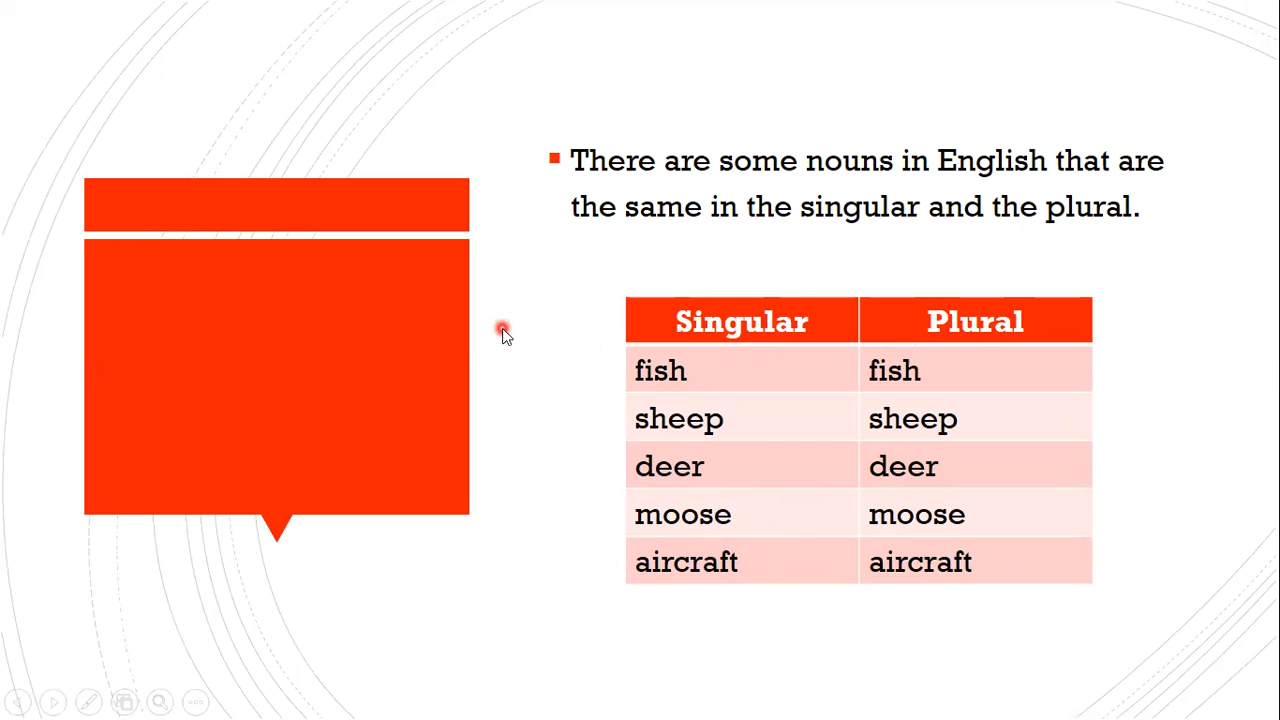 There are some nouns in English that are
the same in the singular and the plural.
Singular Plural
fish fish
sheep sheep
deer deer
moose moose
aircraft aircraft